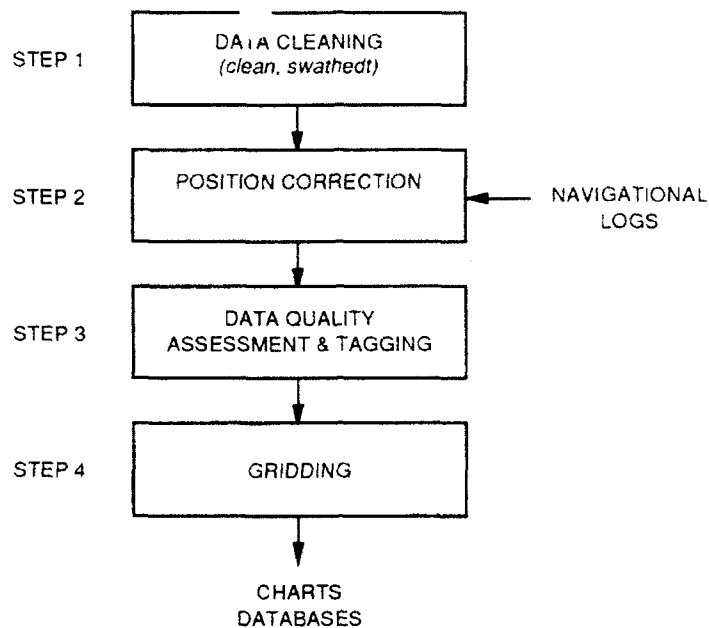 STEP 1
DATA CLEANING
(clean, swathedt)
STEP 2
POSITION CORRECTION
NAVIGATIONAL
LOGS
STEP 3
DATA QUALITY
ASSESSMENT & TAGGING
STEP 4
GRIDDING
CHARTS
DATABASES